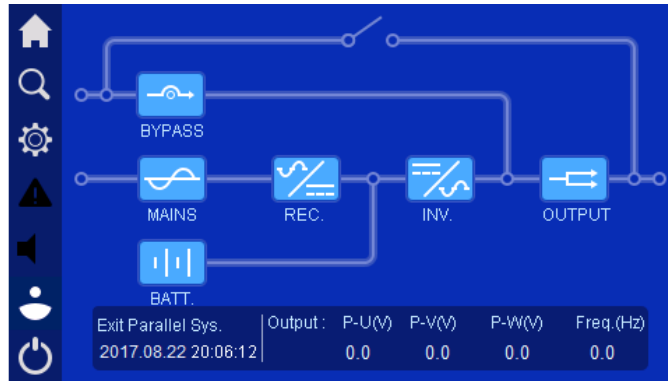 BYPASS
MAINS
REC.
INV.
OUTPUT
BATT.
Exit Parallel Sys.
Output : P-U(V) P-V(V) P-W(V) Freq.(Hz)
2017.08.22 20:06:12
0.0 0.0 0.0 0.0